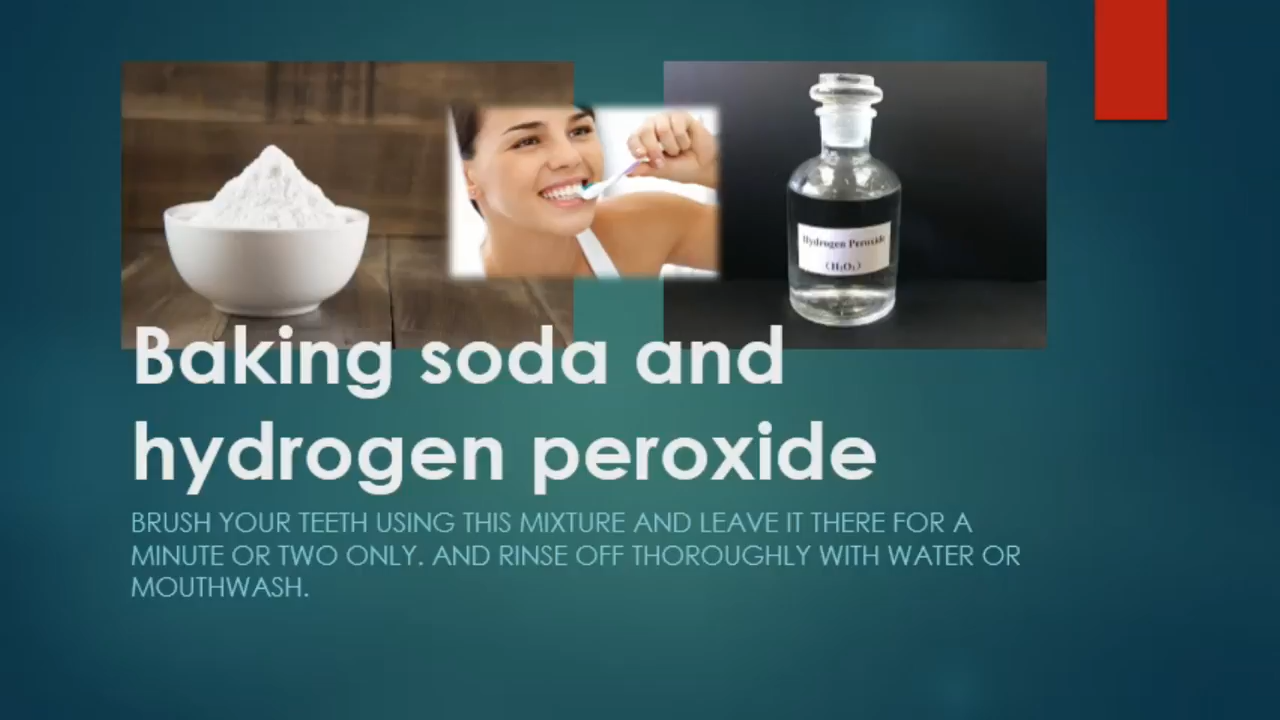 Hydrogen Peroxide
(H₂O₂)
Baking soda and
hydrogen peroxide
BRUSH YOUR TEETH USING THIS MIXTURE AND LEAVE IT THERE FOR A
MINUTE OR TWO ONLY. AND RINSE OFF THOROUGHLY WITH WATER OR
MOUTHWASH.